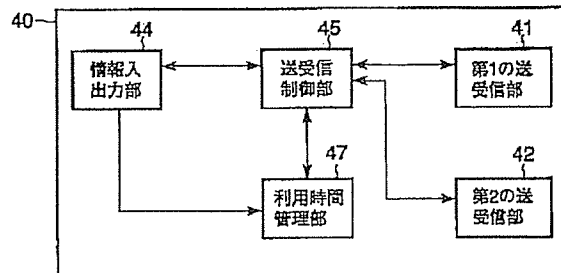 40
44
情報入
出力部
45
送受信
制御部
41
第1の送
受信部
47
利用時間
管理部
42
第2の送
受信部